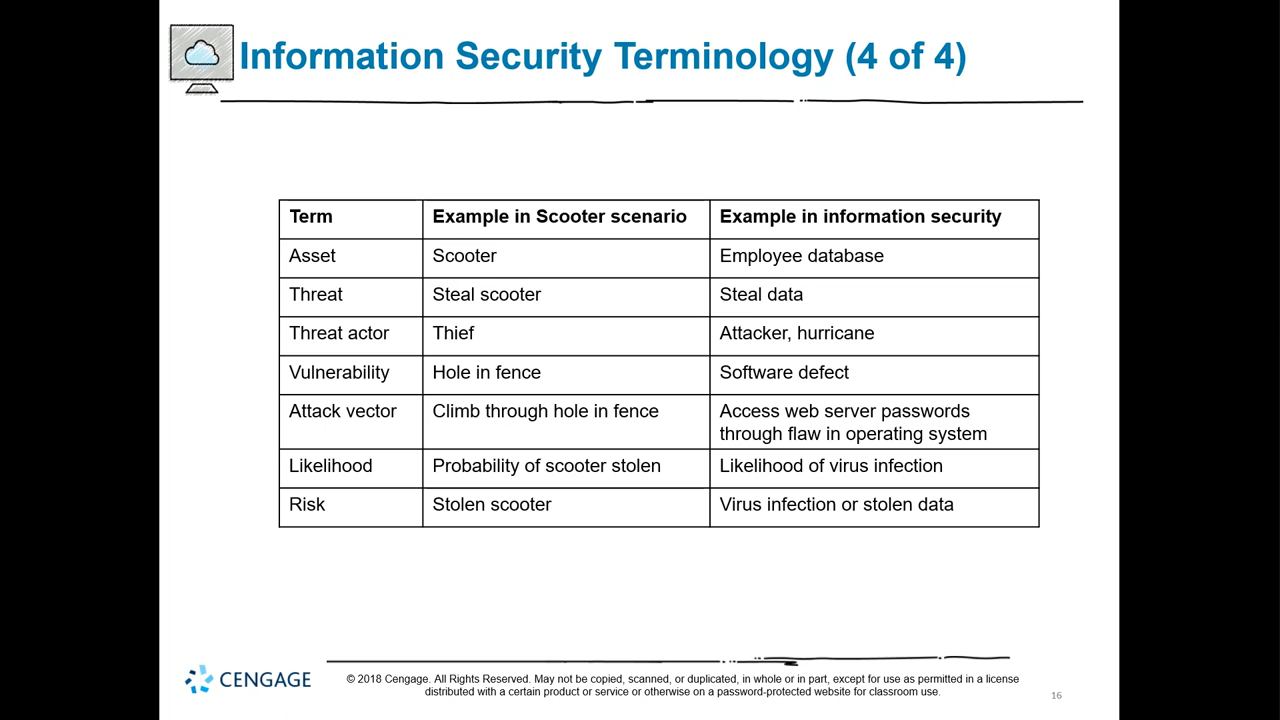 Information Security Terminology (4 of 4)
Term Example in Scooter scenario Example in information security
Asset Scooter Employee database
Threat Steal scooter Steal data
Threat actor Thief Attacker, hurricane
Vulnerability Hole in fence Software defect
Attack vector Climb through hole in fence Access web server passwords
through flaw in operating system
Likelihood Probability of scooter stolen Likelihood of virus infection
Risk Stolen scooter Virus infection or stolen data
CENGAGE
© 2018 Cengage. All Rights Reserved. May not be copied, scanned, or duplicated, in whole or in part, except for use as permitted in a license
distributed with a certain product or service or otherwise on a password-protected website for classroom use.
16